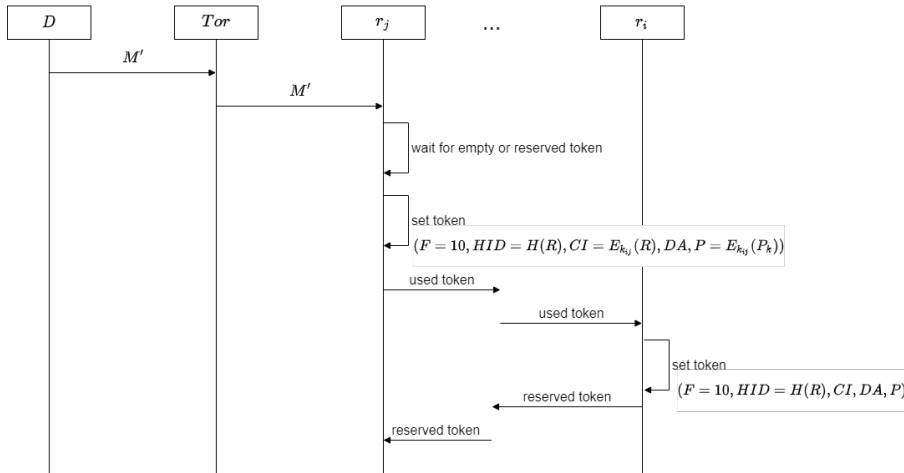 D Tor r_j ... r_i
M'
M'
wait for empty or reserved token
set token
(F = 10, HID = H(R), CI = E_{k_{ij}}(R), DA, P = E_{k_{ij}}(P_k))
used token
used token
set token
(F = 10, HID = H(R), CI, DA, P)
reserved token
reserved token